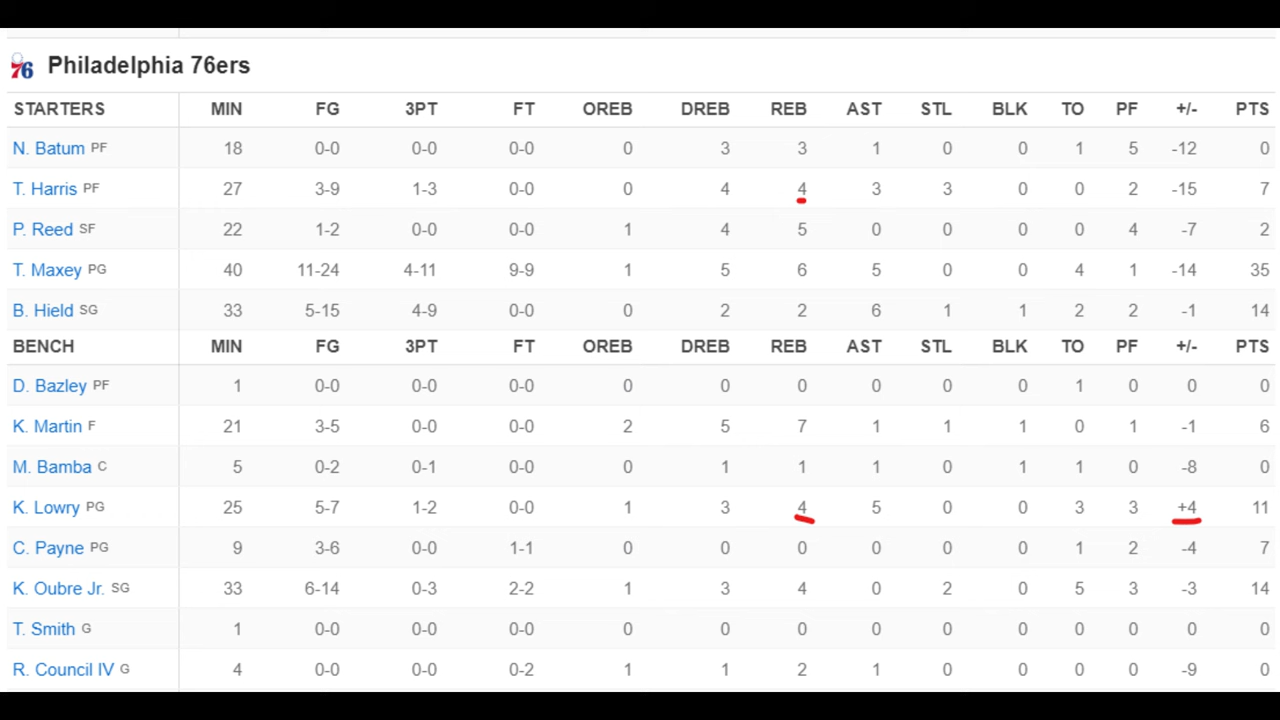 76 Philadelphia 76ers
STARTERS MIN FG 3PT FT OREB DREB REB AST STL BLK TO PF +/- PTS
N. Batum PF 18 0-0 0-0 0-0 0 3 3 1 0 0 1 5 -12 0
T. Harris PF 27 3-9 1-3 0-0 0 4 4 3 3 0 0 2 -15 7
P. Reed SF 22 1-2 0-0 0-0 1 4 5 0 0 0 0 4 -7 2
T. Maxey PG 40 11-24 4-11 9-9 1 5 6 5 0 0 4 1 -14 35
B. Hield SG 33 5-15 4-9 0-0 0 2 2 6 1 1 2 2 -1 14
BENCH MIN FG 3PT FT OREB DREB REB AST STL BLK TO PF +/- PTS
D. Bazley PF 1 0-0 0-0 0-0 0 0 0 0 0 0 1 0 0 0
K. Martin F 21 3-5 0-0 0-0 2 5 7 1 1 1 0 1 -1 6
M. Bamba C 5 0-2 0-1 0-0 0 1 1 1 0 1 1 0 -8 0
K. Lowry PG 25 5-7 1-2 0-0 1 3 4 5 0 0 3 3 +4 11
C. Payne PG 9 3-6 0-0 1-1 0 0 0 0 0 0 1 2 -4 7
K. Oubre Jr. SG 33 6-14 0-3 2-2 1 3 4 0 2 0 5 3 -3 14
T. Smith G 1 0-0 0-0 0-0 0 0 0 0 0 0 0 0 0 0
R. Council IV G 4 0-0 0-0 0-2 1 1 2 1 0 0 0 0 -9 0